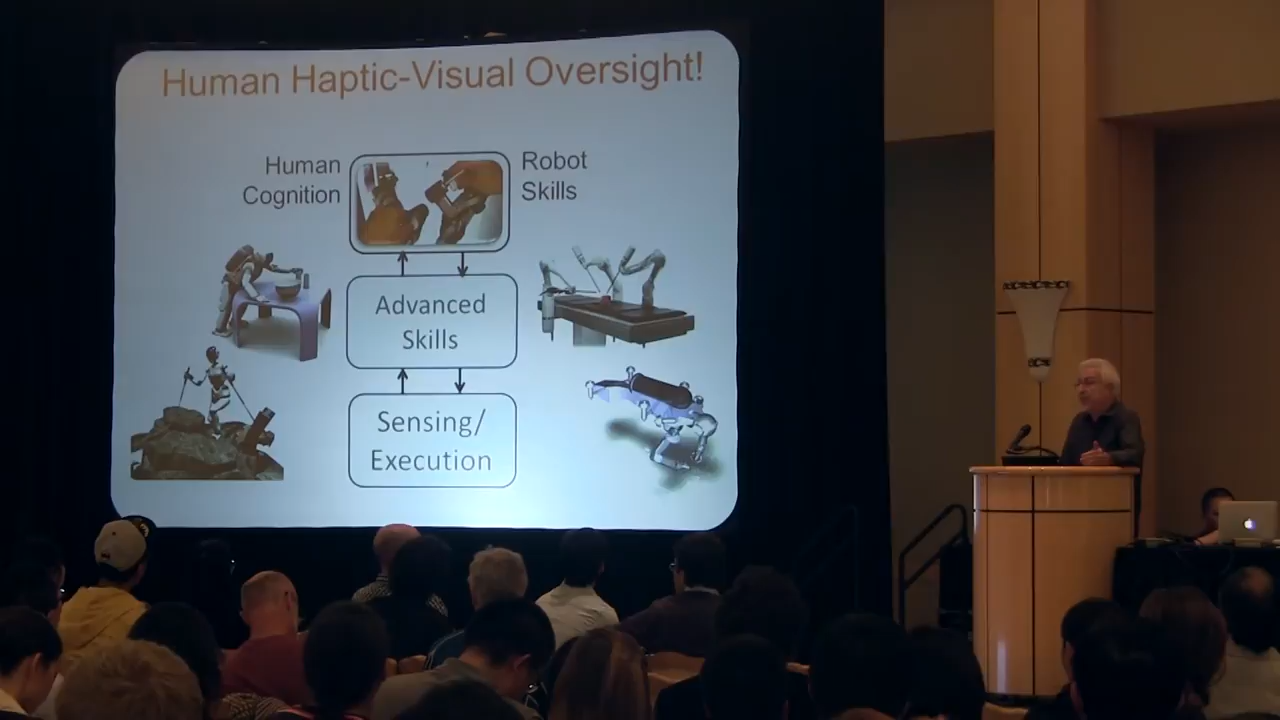 Human Haptic-Visual Oversight!
Human
Cognition
Robot
Skills
Advanced
Skills
Sensing/
Execution